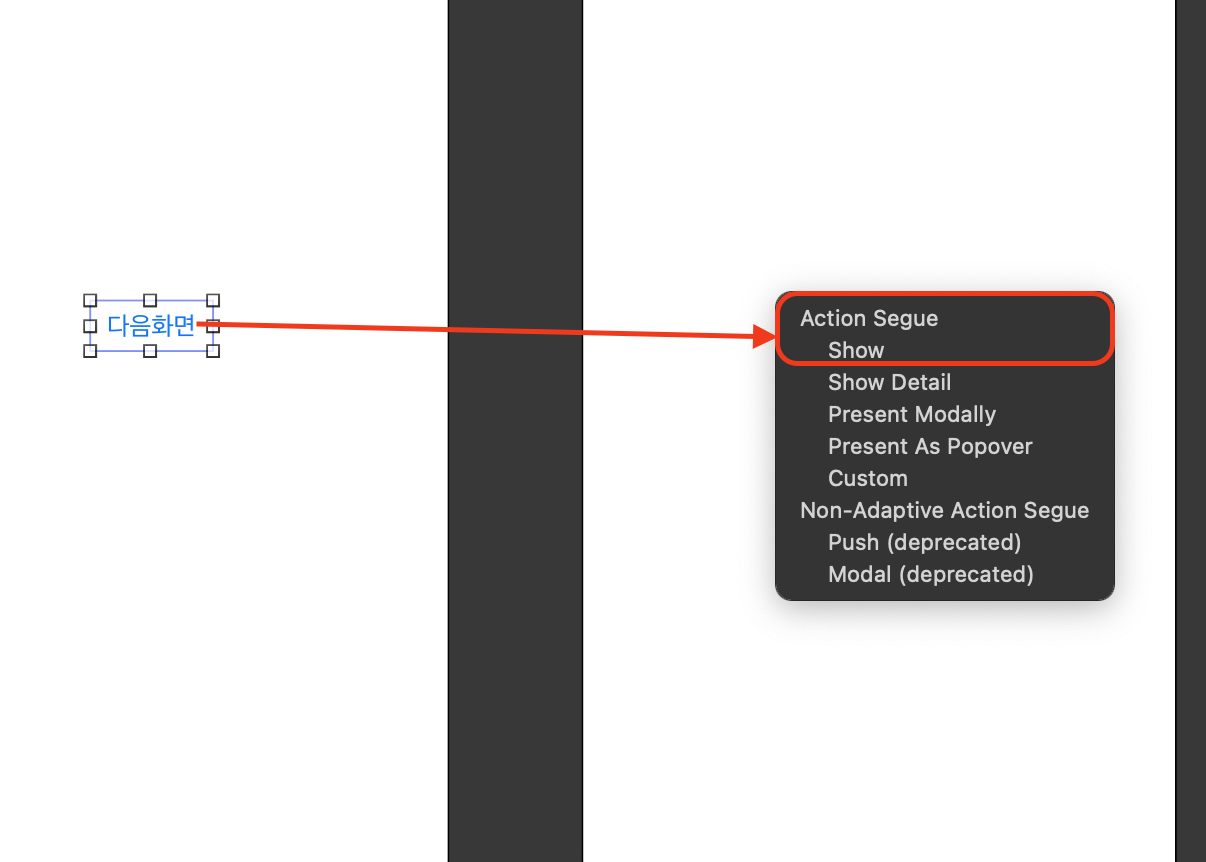 다음화면
Action Segue
Show
Show Detail
Present Modally
Present As Popover
Custom
Non-Adaptive Action Segue
Push (deprecated)
Modal (deprecated)